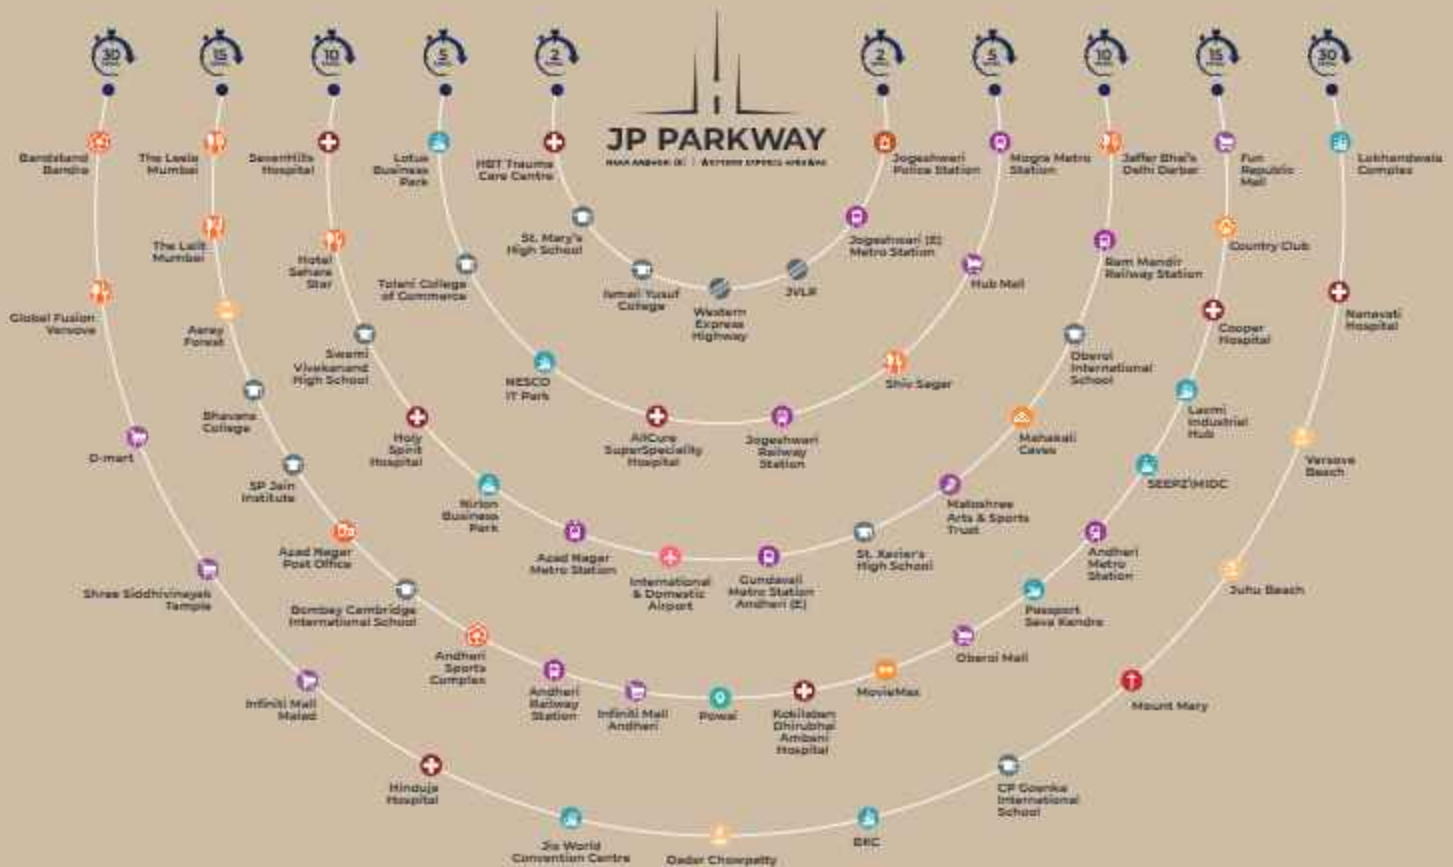 30
15
10
5
2
2
5
10
15
30
JP PARKWAY
NEAR ANDHERI (E) | WESTERN EXPRESS HIGHWAY
Bandstand
Bandra
The Leela
Mumbai
SevenHills
Hospital
Lotus
Business
Park
HBT Trauma
Care Centre
Jogeshwari
Police Station
Mogra Metro
Station
Jaffer Bhai's
Delhi Darbar
Fun
Republic
Mall
Lokhandwala
Complex
St. Mary's
High School
Ismail Yusuf
College
Western
Express
Highway
JVLR
Jogeshwari (E)
Metro Station
The Lalit
Mumbai
Hotel
Sahara
Star
Tolani College
of Commerce
Hub Mall
Ram Mandir
Railway Station
Country Club
Global Fusion
Versova
Aarey
Forest
Swami
Vivekanand
High School
NESCO
IT Park
AllCure
SuperSpeciality
Hospital
Jogeshwari
Railway
Station
Shiv Sagar
Oberoi
International
School
Cooper
Hospital
Nanavati
Hospital
Bhavans
College
Holy
Spirit
Hospital
Mahakali
Caves
Laxmi
Industrial
Hub
D-mart
SP Jain
Institute
Nirlon
Business
Park
Azad Nagar
Metro Station
International
& Domestic
Airport
Gundavali
Metro Station
Andheri (E)
St. Xavier's
High School
Matoshree
Arts & Sports
Trust
SEEPZ\MIDC
Versova
Beach
Azad Nagar
Post Office
Andheri
Metro
Station
Shree Siddhivinayak
Temple
Bombay Cambridge
International School
Passport
Seva Kendra
Juhu Beach
Andheri
Sports
Complex
Andheri
Railway
Station
Infiniti Mall
Andheri
Powai
Kokilaben
Dhirubhai
Ambani
Hospital
MovieMax
Oberoi Mall
Infiniti Mall
Malad
Mount Mary
Hinduja
Hospital
Jio World
Convention Centre
Dadar Chowpatty
BKC
CP Goenka
International
School